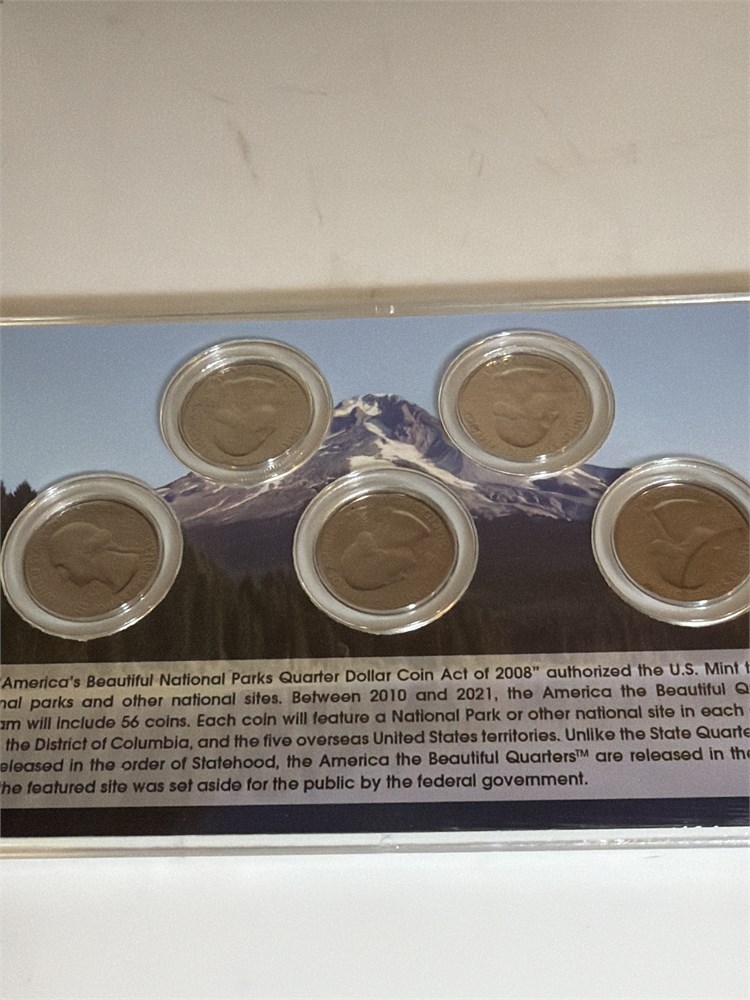 "America's Beautiful National Parks Quarter Dollar Coin Act of 2008" authorized the U.S. Mint t
nal parks and other national sites. Between 2010 and 2021, the America the Beautiful Q
am will include 56 coins. Each coin will feature a National Park or other national site in each
the District of Columbia, and the five overseas United States territories. Unlike the State Quarte
eleased in the order of Statehood, the America the Beautiful Quarters™ are released in the
he featured site was set aside for the public by the federal government.